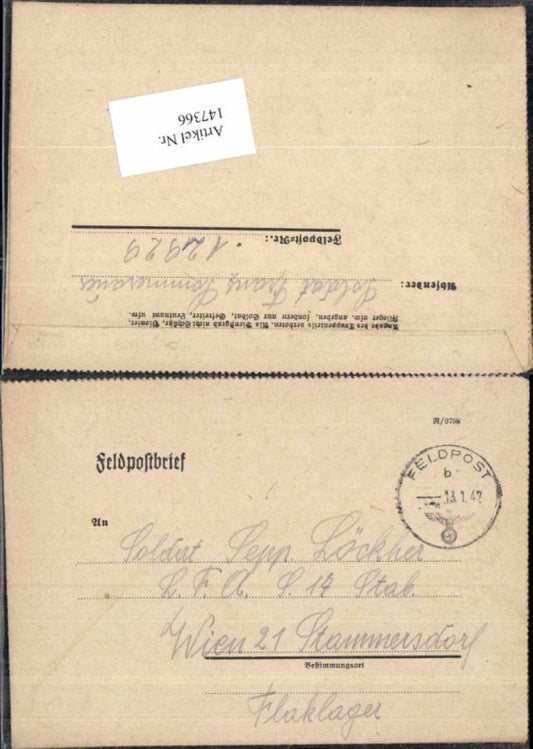 Artikel Nr.
147366
Feldpost=Nr.: 12929
Absender: Soldat Franz
Angabe des Truppenteils verboten. Als Dienstgrad nicht Schütze, Pionier,
Flieger usw. angeben, sondern nur Soldat, Gefreiter, Leutnant usw.
Feldpostbrief
FELDPOST
b
13.1.42
An
Soldat Sepp Löckher
L. F. A. S. 14 Stab.
Wien 21 Stammersdorf
Bestimmungsort
Flaklager